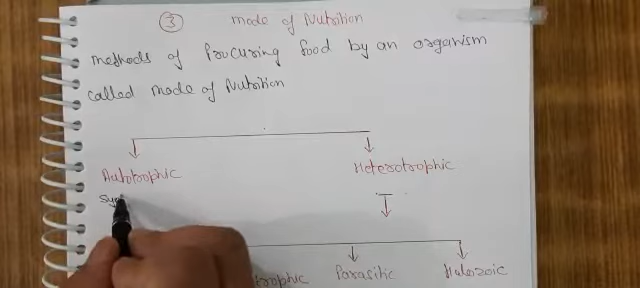 ③ mode of Nutrition
methods of Procuring food by an organism
called mode of Nutrition
Autotrophic Heterotrophic
Parasitic Holozoic